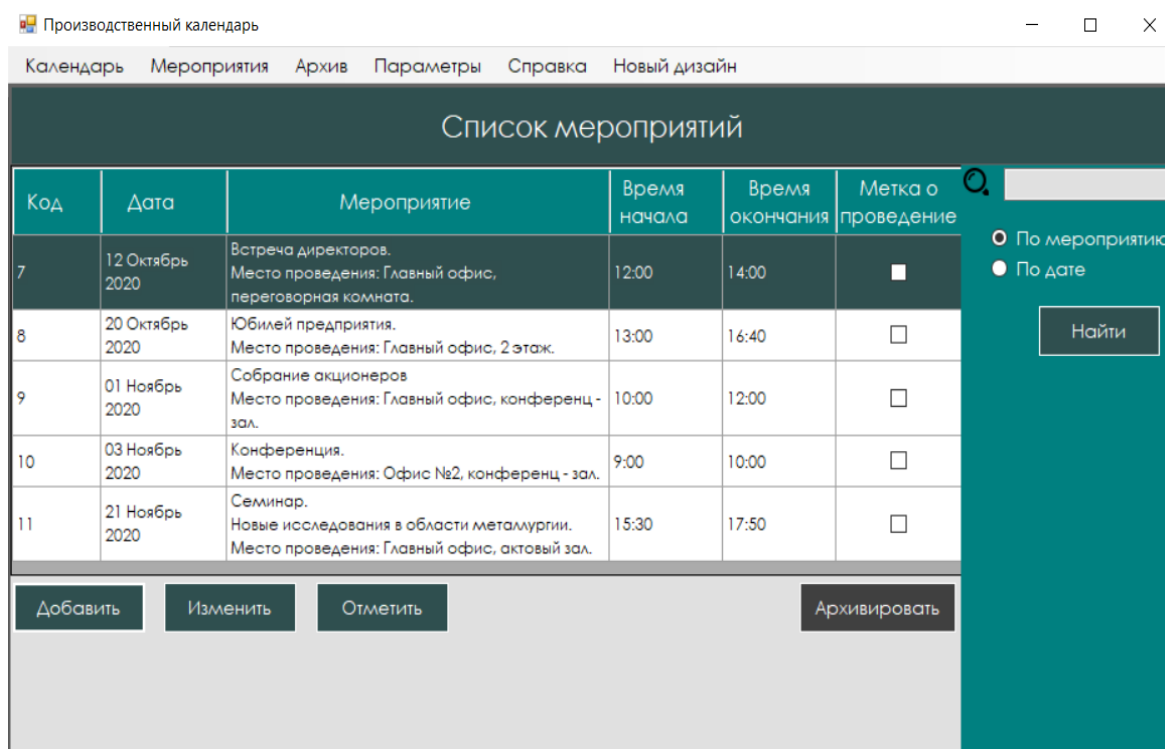 Производственный календарь
Календарь Мероприятия Архив Параметры Справка Новый дизайн
Список мероприятий
Код Дата Мероприятие Время начала Время окончания Метка о проведение
7 12 Октябрь 2020 Встреча директоров. 12:00 14:00
Место проведения: Главный офис,
переговорная комната.
8 20 Октябрь 2020 Юбилей предприятия. 13:00 16:40
Место проведения: Главный офис, 2 этаж.
9 01 Ноябрь 2020 Собрание акционеров 10:00 12:00
Место проведения: Главный офис, конференц -
зал.
10 03 Ноябрь 2020 Конференция. 9:00 10:00
Место проведения: Офис №2, конференц - зал.
11 21 Ноябрь 2020 Семинар. 15:30 17:50
Новые исследования в области металлургии.
Место проведения: Главный офис, актовый зал.
По мероприятию
По дате
Найти
Добавить Изменить Отметить Архивировать